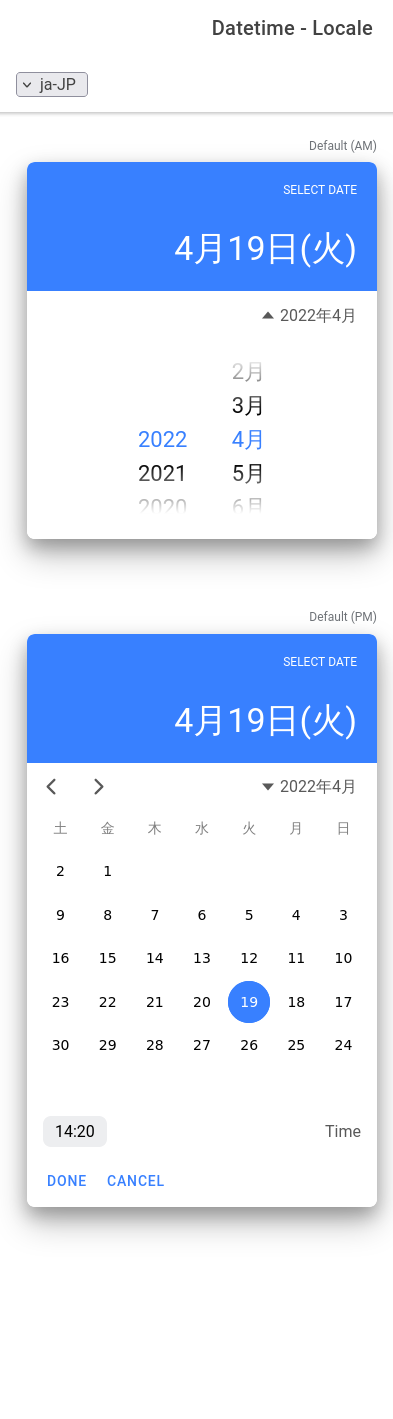 Datetime - Locale
ja-JP
Default (AM)
SELECT DATE
4月19日(火)
2022年4月
2月
3月
2022 4月
2021 5月
2020 6月
Default (PM)
SELECT DATE
4月19日(火)
2022年4月
土 金 木 水 火 月 日
2 1
9 8 7 6 5 4 3
16 15 14 13 12 11 10
23 22 21 20 19 18 17
30 29 28 27 26 25 24
14:20 Time
DONE CANCEL